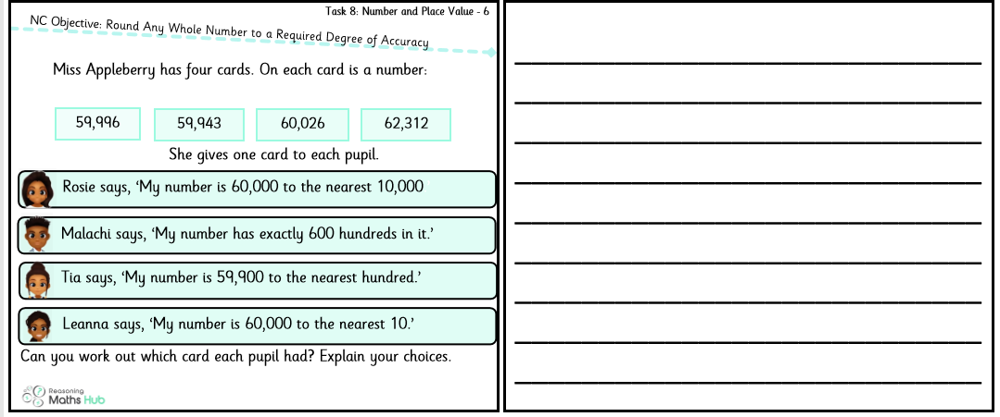 Task 8: Number and Place Value - 6
NC Objective: Round Any Whole Number to a Required Degree of Accuracy
Miss Appleberry has four cards. On each card is a number:
59,996 59,943 60,026 62,312
She gives one card to each pupil.
Rosie says, ‘My number is 60,000 to the nearest 10,000
Malachi says, ‘My number has exactly 600 hundreds in it.’
Tia says, ‘My number is 59,900 to the nearest hundred.’
Leanna says, ‘My number is 60,000 to the nearest 10.’
Can you work out which card each pupil had? Explain your choices.
Reasoning
Maths Hub